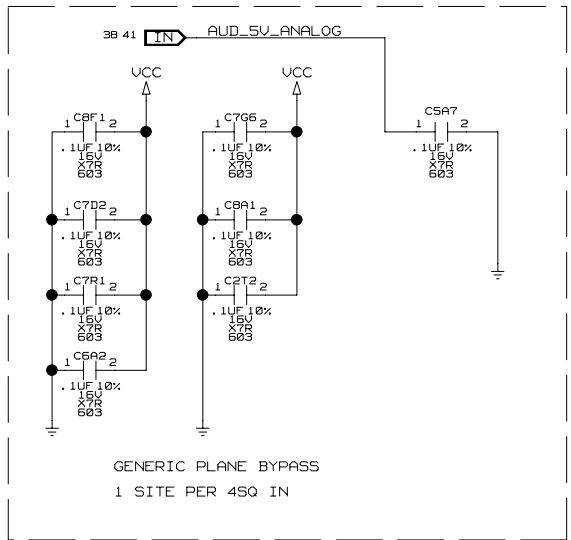 38 41 IN AUD_5V_ANALOG
VCC
1 C8F1 2
.1UF 10%
16V
X7R
603
1 C7D2 2
.1UF 10%
16V
X7R
603
1 C7R1 2
.1UF 10%
16V
X7R
603
1 C6A2 2
.1UF 10%
16V
X7R
603
VCC
1 C7G6 2
.1UF 10%
16V
X7R
603
1 C8A1 2
.1UF 10%
16V
X7R
603
1 C2T2 2
.1UF 10%
16V
X7R
603
C5A7
1 2
.1UF 10%
16V
X7R
603
GENERIC PLANE BYPASS
1 SITE PER 4SQ IN